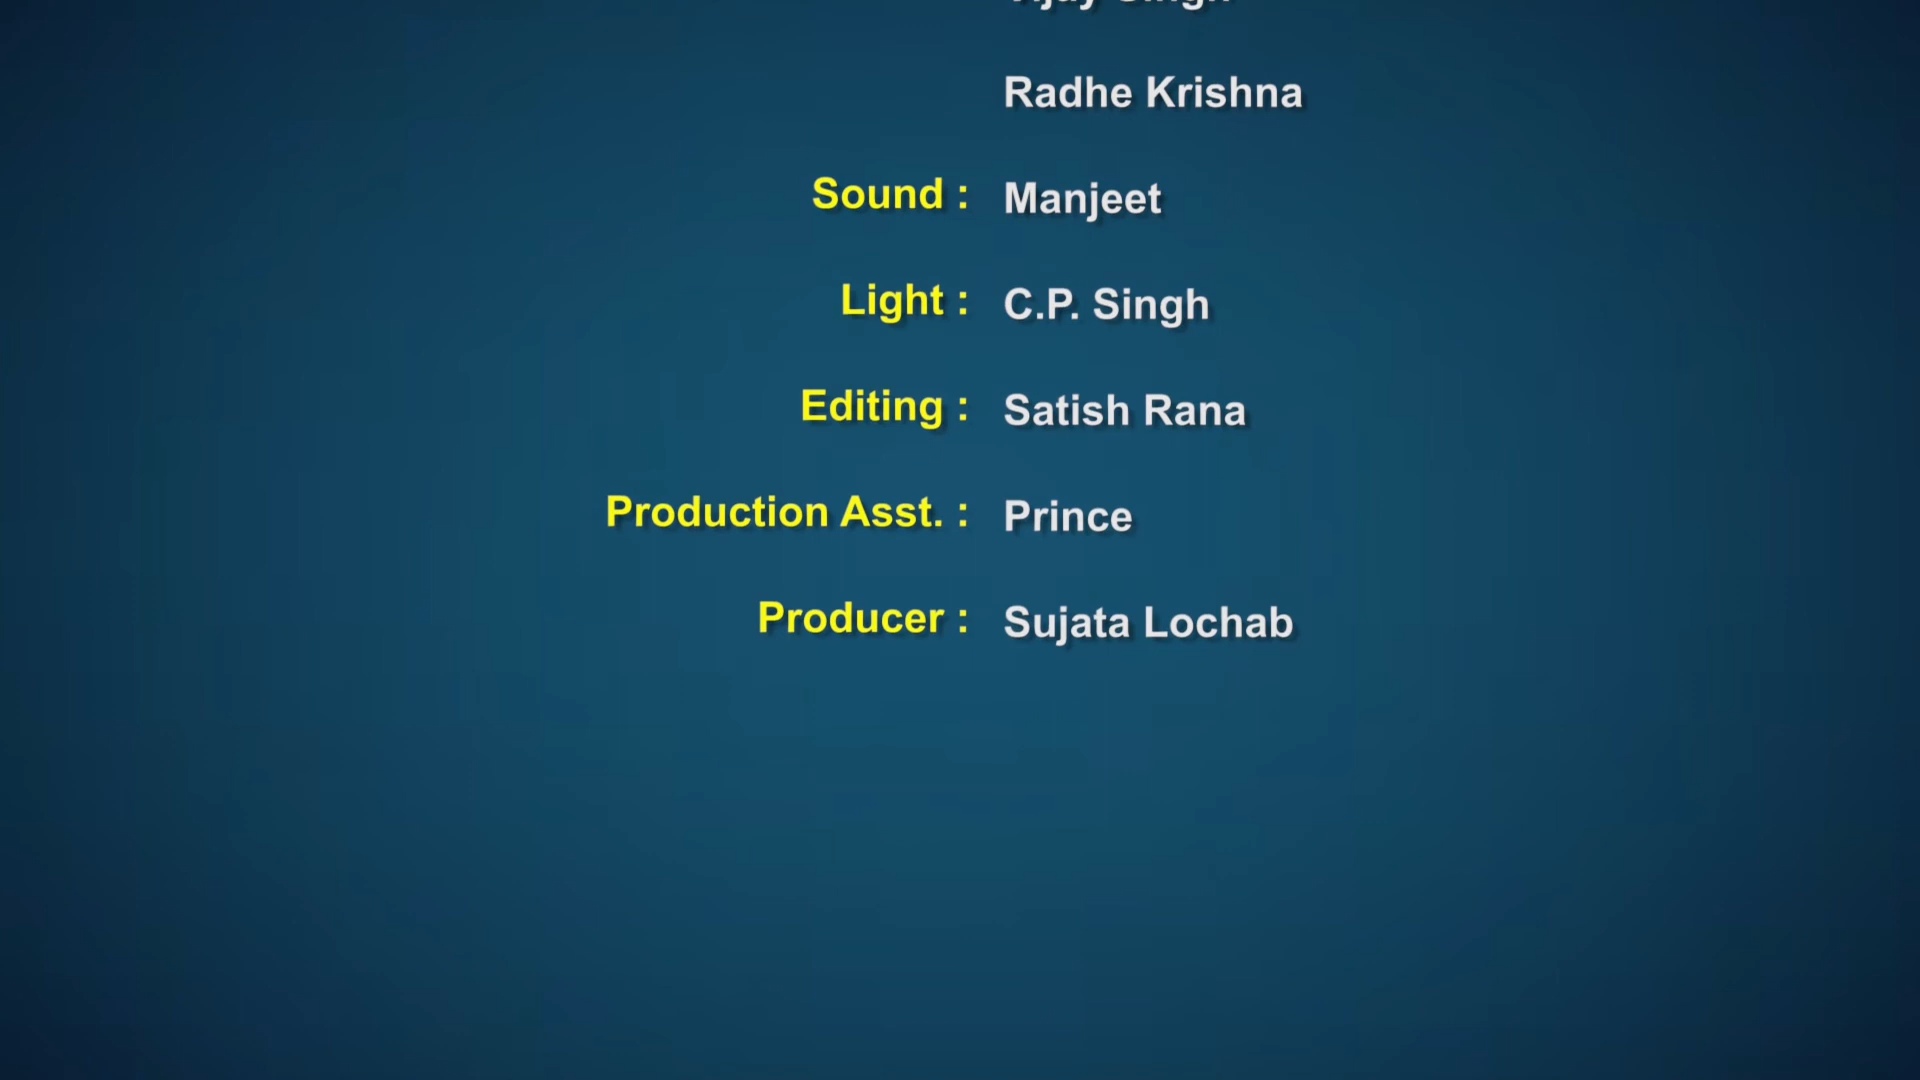 Radhe Krishna
Sound : Manjeet
Light : C.P. Singh
Editing : Satish Rana
Production Asst. : Prince
Producer : Sujata Lochab